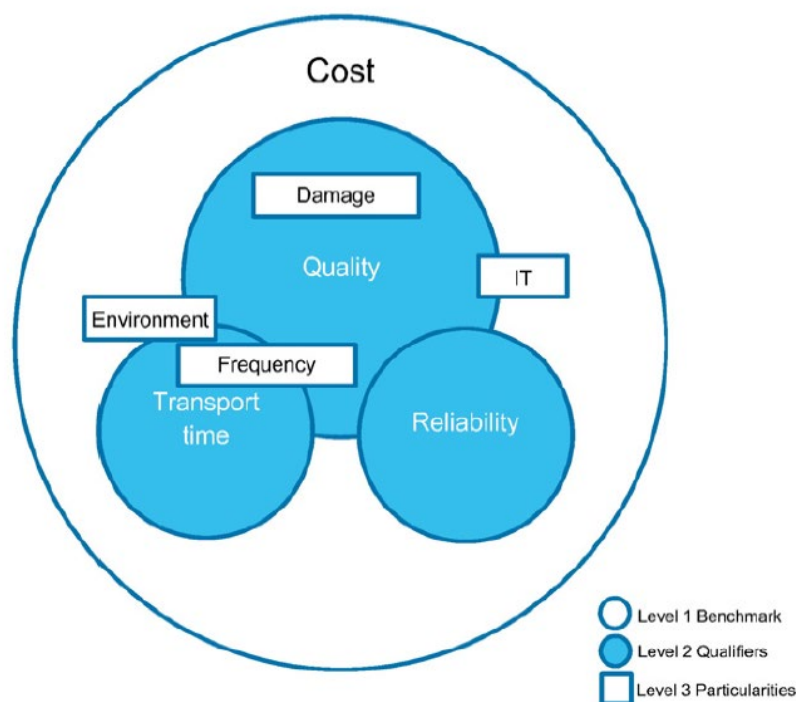 Cost
Damage
Quality
IT
Environment
Frequency
Transport
time
Reliability
Level 1 Benchmark
Level 2 Qualifiers
Level 3 Particularities